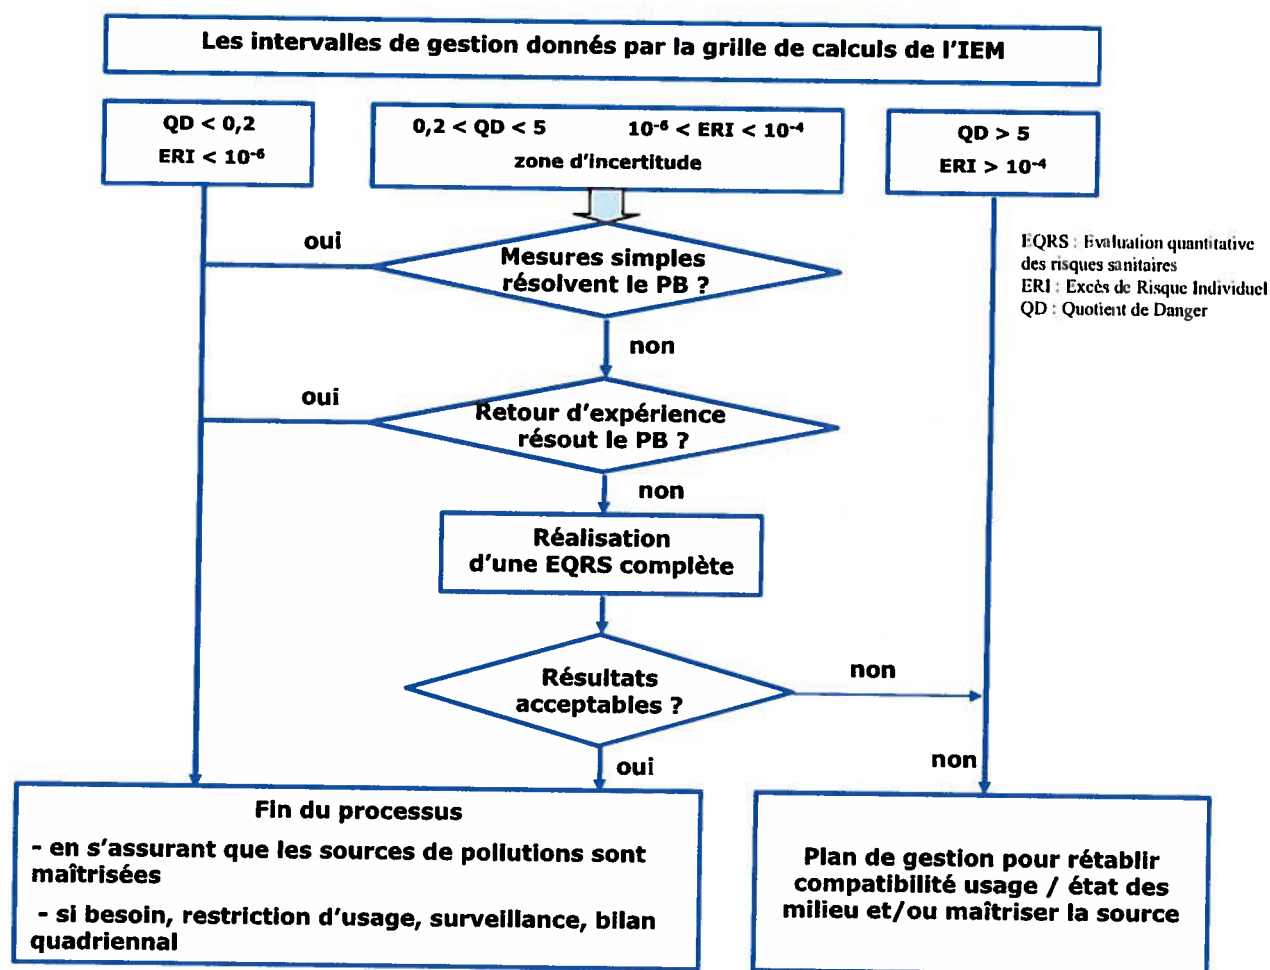 Les intervalles de gestion donnés par la grille de calculs de l'IEM
QD < 0,2
ERI < 10⁻⁶
0,2 < QD < 5 10⁻⁶ < ERI < 10⁻⁴
zone d'incertitude
QD > 5
ERI > 10⁻⁴
EQRS : Evaluation quantitative
des risques sanitaires
ERI : Excès de Risque Individuel
QD : Quotient de Danger
oui
Mesures simples
résolvent le PB ?
non
oui
Retour d'expérience
résout le PB ?
non
Réalisation
d'une EQRS complète
Résultats
acceptables ?
non
oui
non
Fin du processus
- en s'assurant que les sources de pollutions sont
maîtrisées
- si besoin, restriction d'usage, surveillance, bilan
quadriennal
Plan de gestion pour rétablir
compatibilité usage / état des
milieu et/ou maîtriser la source